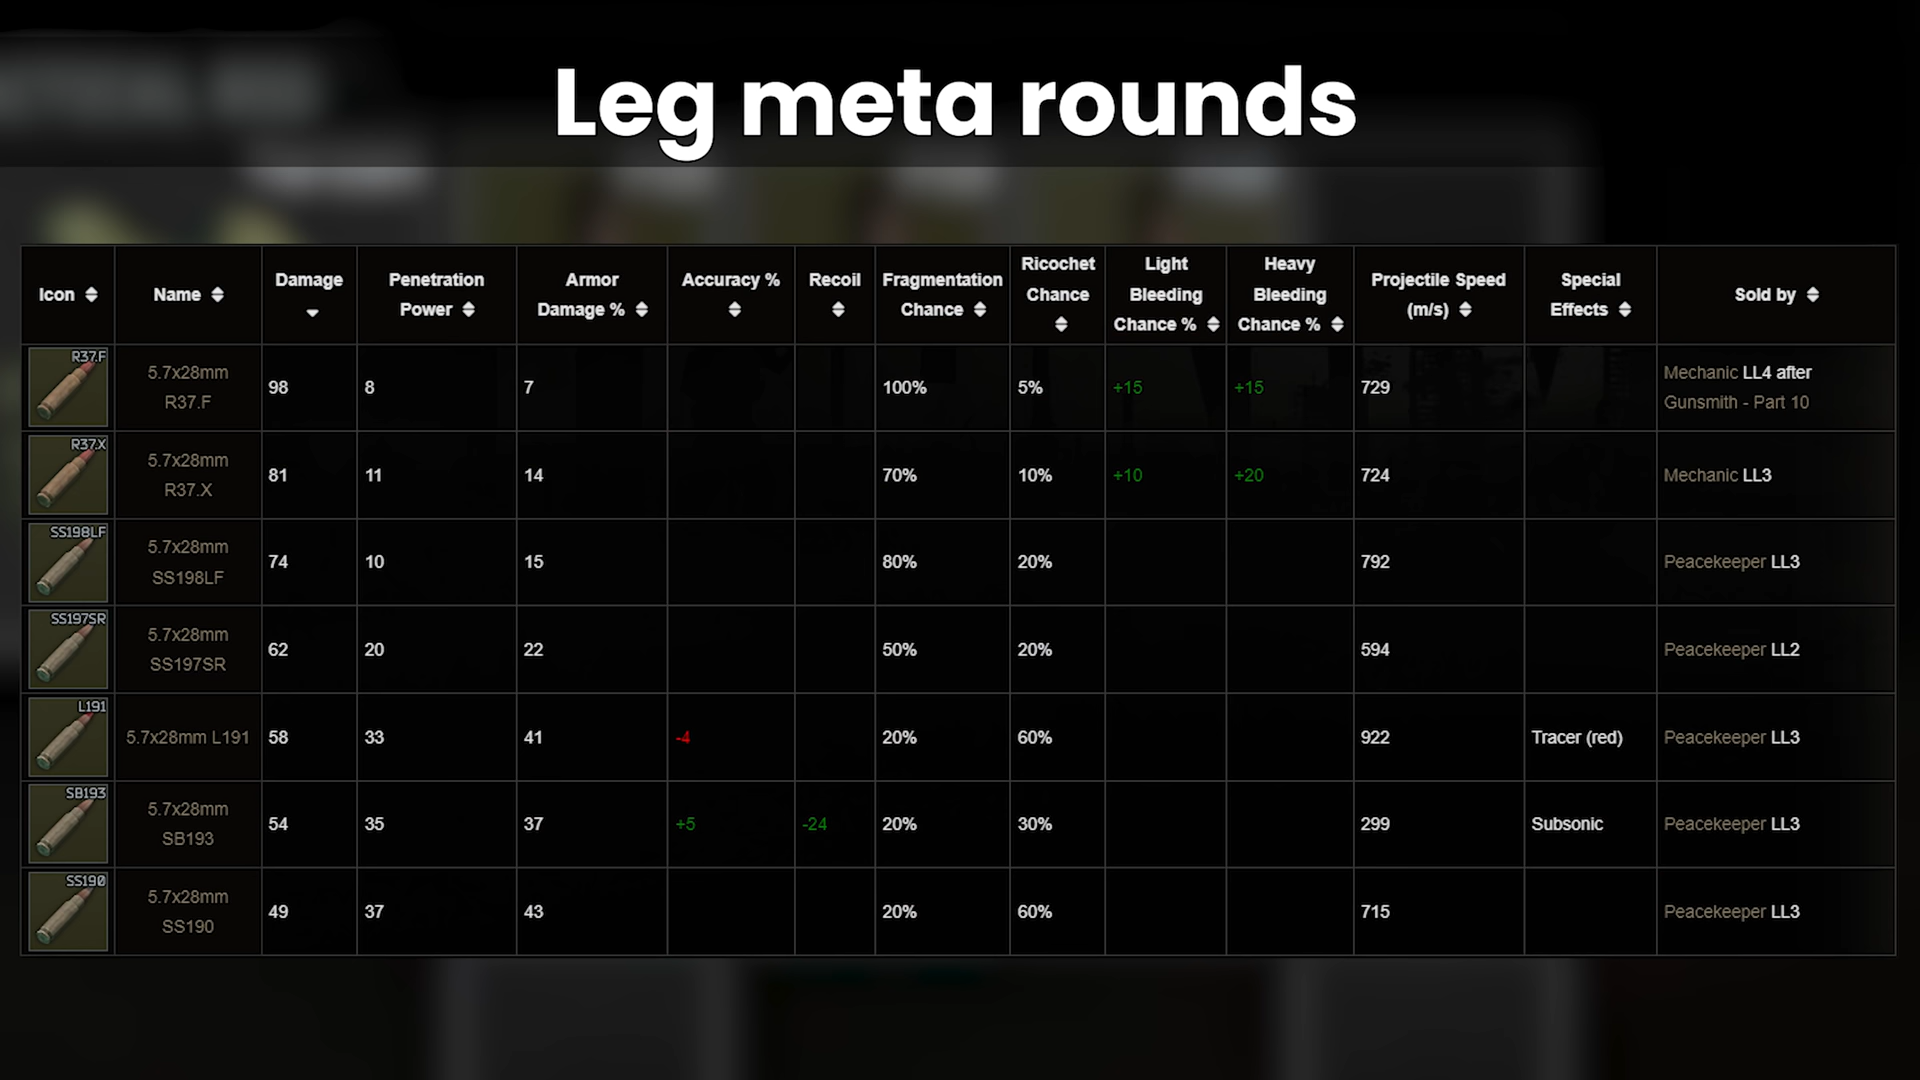 Leg meta rounds
Icon Name Damage Penetration Power Armor Damage % Accuracy % Recoil Fragmentation Chance Ricochet Chance Light Bleeding Chance % Heavy Bleeding Chance % Projectile Speed (m/s) Special Effects Sold by
R37.F 5.7x28mm R37.F 98 8 7 100% 5% +15 +15 729 Mechanic LL4 after Gunsmith - Part 10
R37.X 5.7x28mm R37.X 81 11 14 70% 10% +10 +20 724 Mechanic LL3
SS198LF 5.7x28mm SS198LF 74 10 15 80% 20% 792 Peacekeeper LL3
SS197SR 5.7x28mm SS197SR 62 20 22 50% 20% 594 Peacekeeper LL2
L191 5.7x28mm L191 58 33 41 -4 20% 60% 922 Tracer (red) Peacekeeper LL3
SB193 5.7x28mm SB193 54 35 37 +5 -24 20% 30% 299 Subsonic Peacekeeper LL3
SS190 5.7x28mm SS190 49 37 43 20% 60% 715 Peacekeeper LL3